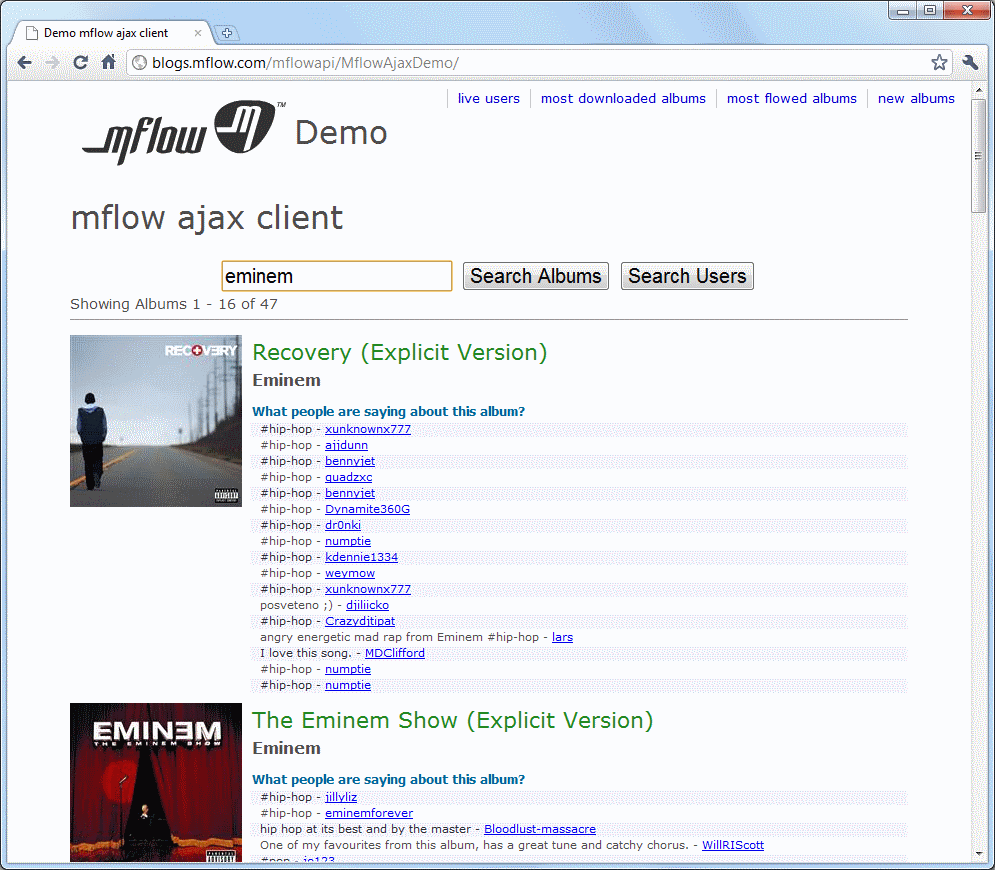 Demo mflow ajax client
blogs.mflow.com/mflowapi/MflowAjaxDemo/
live users
most downloaded albums
most flowed albums
new albums
mflow TM Demo
mflow ajax client
eminem
Search Albums
Search Users
Showing Albums 1 - 16 of 47
RECOVERY
Recovery (Explicit Version)
Eminem
What people are saying about this album?
#hip-hop - xunknownx777
#hip-hop - ajjdunn
#hip-hop - bennyjet
#hip-hop - quadzxc
#hip-hop - bennyjet
#hip-hop - Dynamite360G
#hip-hop - dr0nki
#hip-hop - numptie
#hip-hop - kdennie1334
#hip-hop - weymow
#hip-hop - xunknownx777
posveteno ;) - djiliicko
#hip-hop - Crazydjtipat
angry energetic mad rap from Eminem #hip-hop - lars
I love this song. - MDClifford
#hip-hop - numptie
#hip-hop - numptie
EMINEM
THE EMINEM SHOW
The Eminem Show (Explicit Version)
Eminem
What people are saying about this album?
#hip-hop - jillyliz
#hip-hop - eminemforever
hip hop at its best and by the master - Bloodlust-massacre
One of my favourites from this album, has a great tune and catchy chorus. - WillRIScott
#pop - jo123